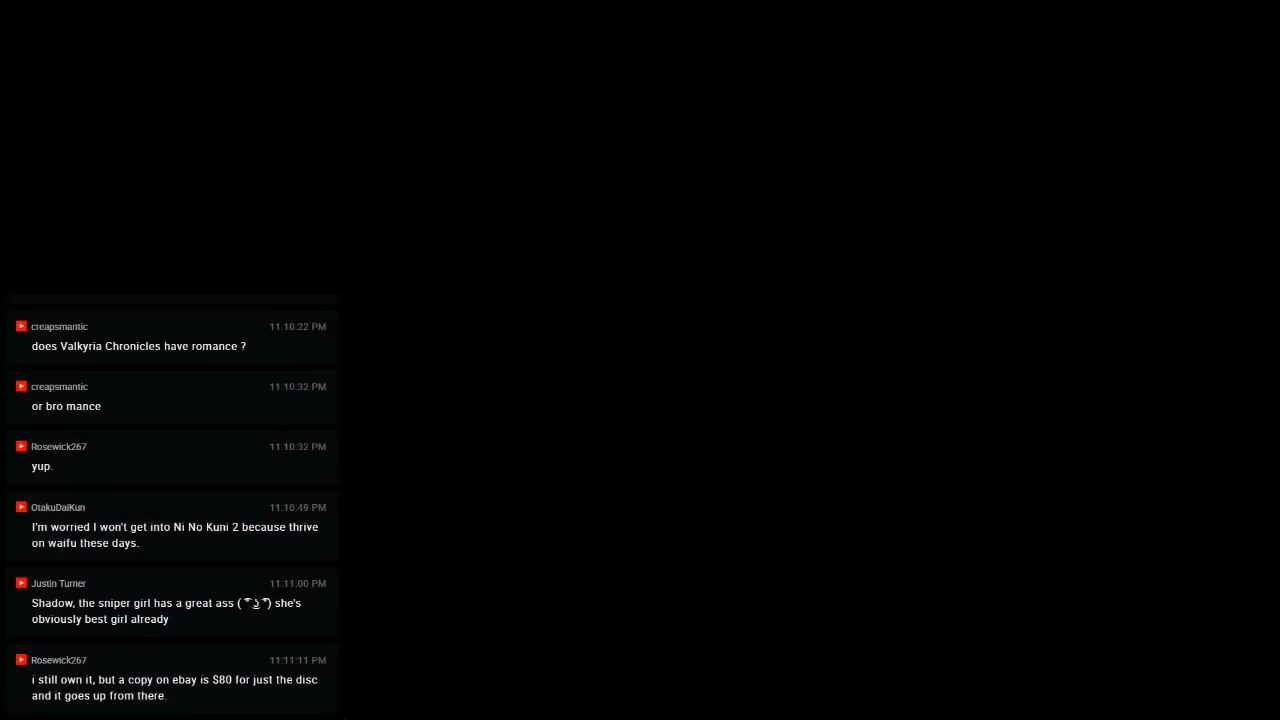 creapsmantic 11:10:22 PM
does Valkyria Chronicles have romance ?
creapsmantic 11:10:32 PM
or bro mance
Rosewick267 11:10:32 PM
yup.
OtakuDaiKun 11:10:49 PM
I'm worried I won't get into Ni No Kuni 2 because thrive
on waifu these days.
Justin Turner 11:11:00 PM
Shadow, the sniper girl has a great ass ( ͡° ͜ʖ ͡°) she's
obviously best girl already
Rosewick267 11:11:11 PM
i still own it, but a copy on ebay is $80 for just the disc
and it goes up from there.